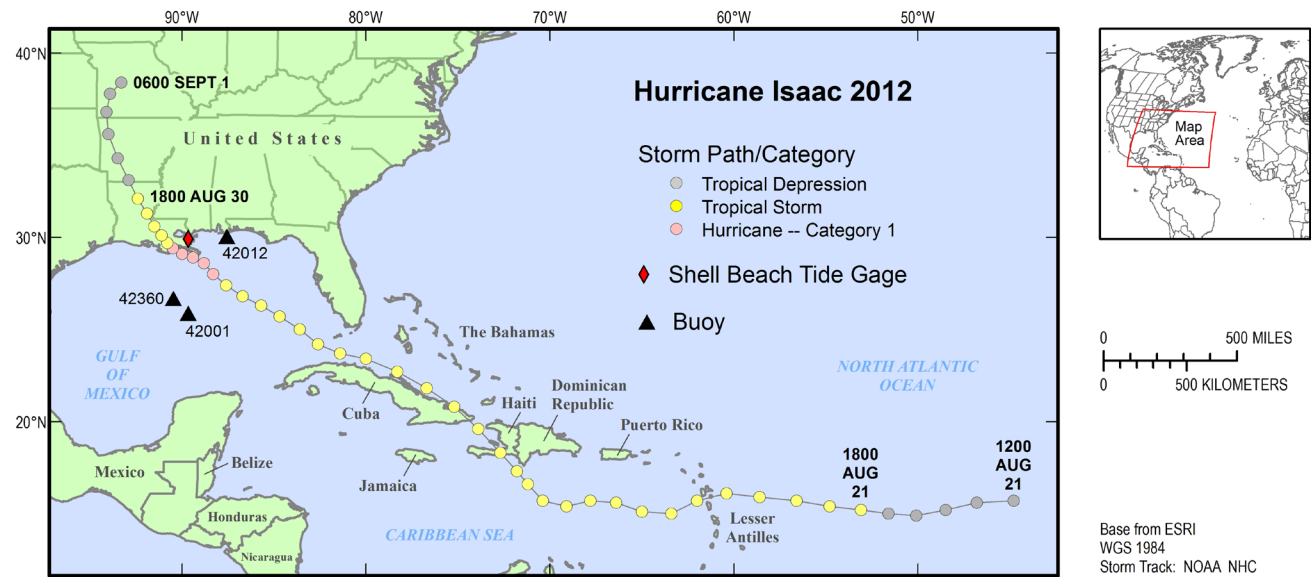 90°W
80°W
70°W
60°W
50°W
40°N
30°N
20°N
Hurricane Isaac 2012
Storm Path/Category
Tropical Depression
Tropical Storm
Hurricane -- Category 1
Shell Beach Tide Gage
Buoy
0600 SEPT 1
United States
1800 AUG 30
42012
42360
42001
GULF
OF
MEXICO
The Bahamas
NORTH ATLANTIC
OCEAN
Cuba
Haiti
Dominican
Republic
Puerto Rico
Jamaica
Mexico
Belize
Honduras
Nicaragua
CARIBBEAN SEA
Lesser
Antilles
1800
AUG
21
1200
AUG
21
Map
Area
0 500 MILES
0 500 KILOMETERS
Base from ESRI
WGS 1984
Storm Track: NOAA NHC